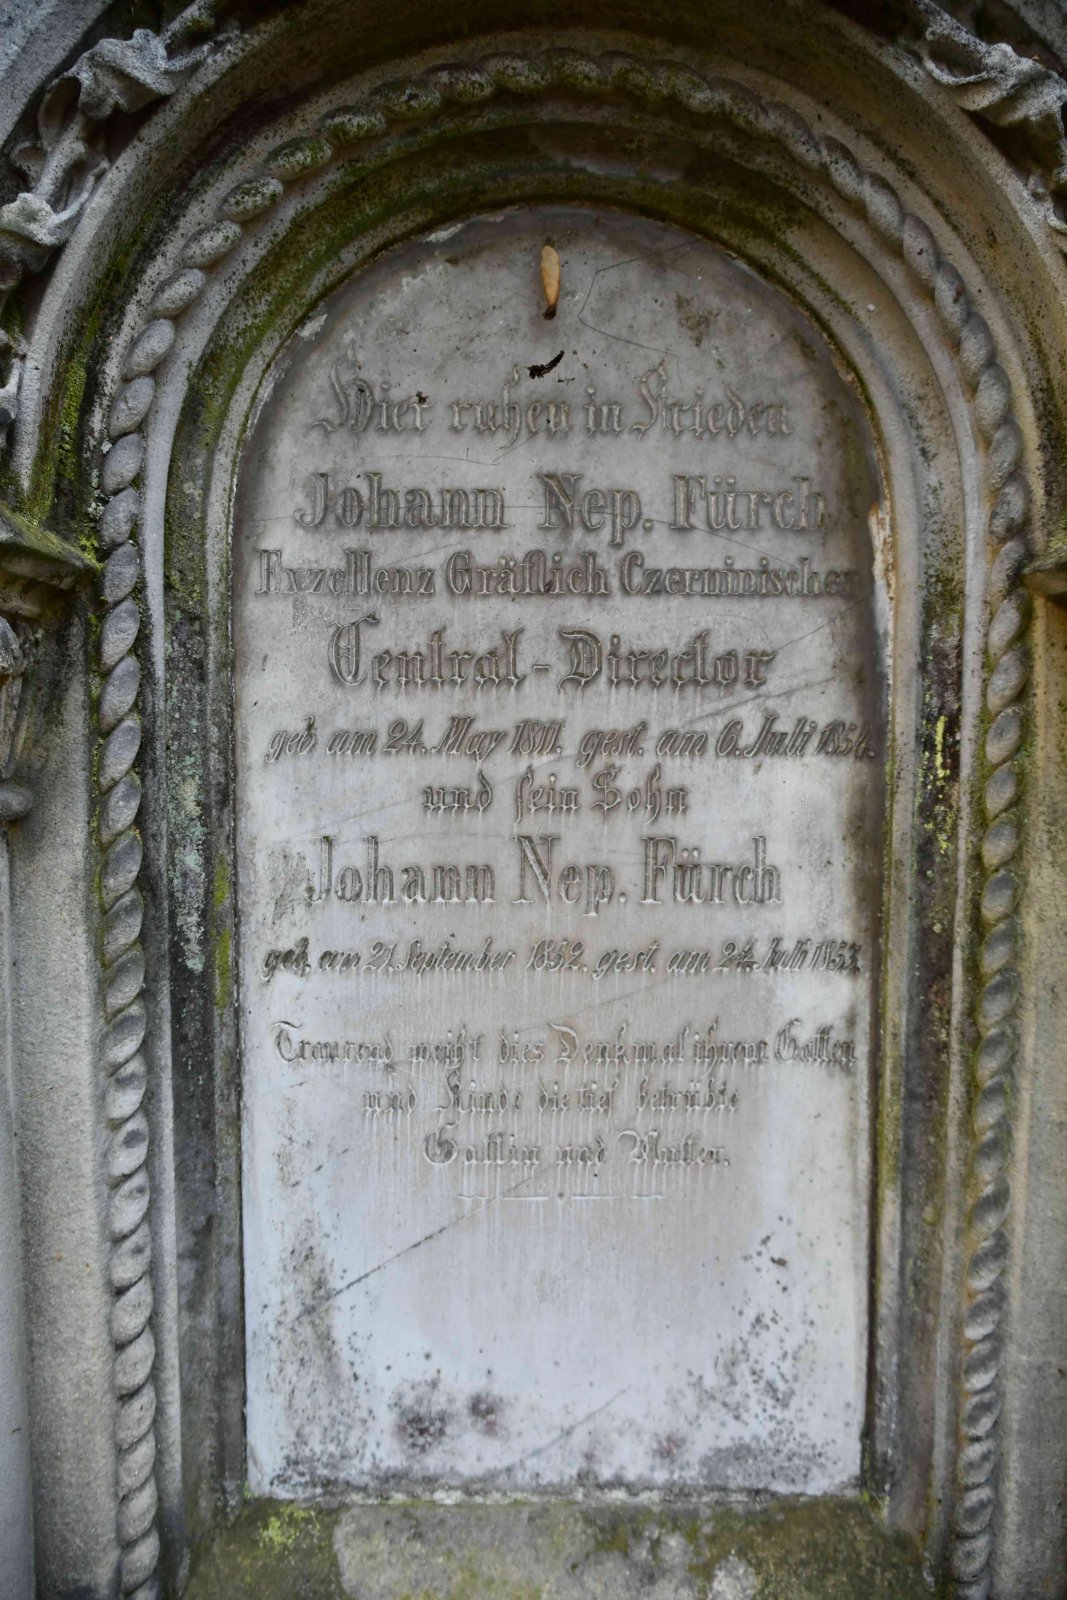 Hier ruhen in Frieden
Johann Nep. Fürch
Exzellenz Gräflich Czerninischer
Central-Director
geb am 24. May 1811. gest. am 6. Juli 1854.
und sein Sohn
Johann Nep. Fürch
geb. am 21. September 1852. gest. am 24. Juli 1853.
Traurend weiht dies Denkmal ihrem Gatten
und Kinde die tief betrübte
Gattin und Mutter.